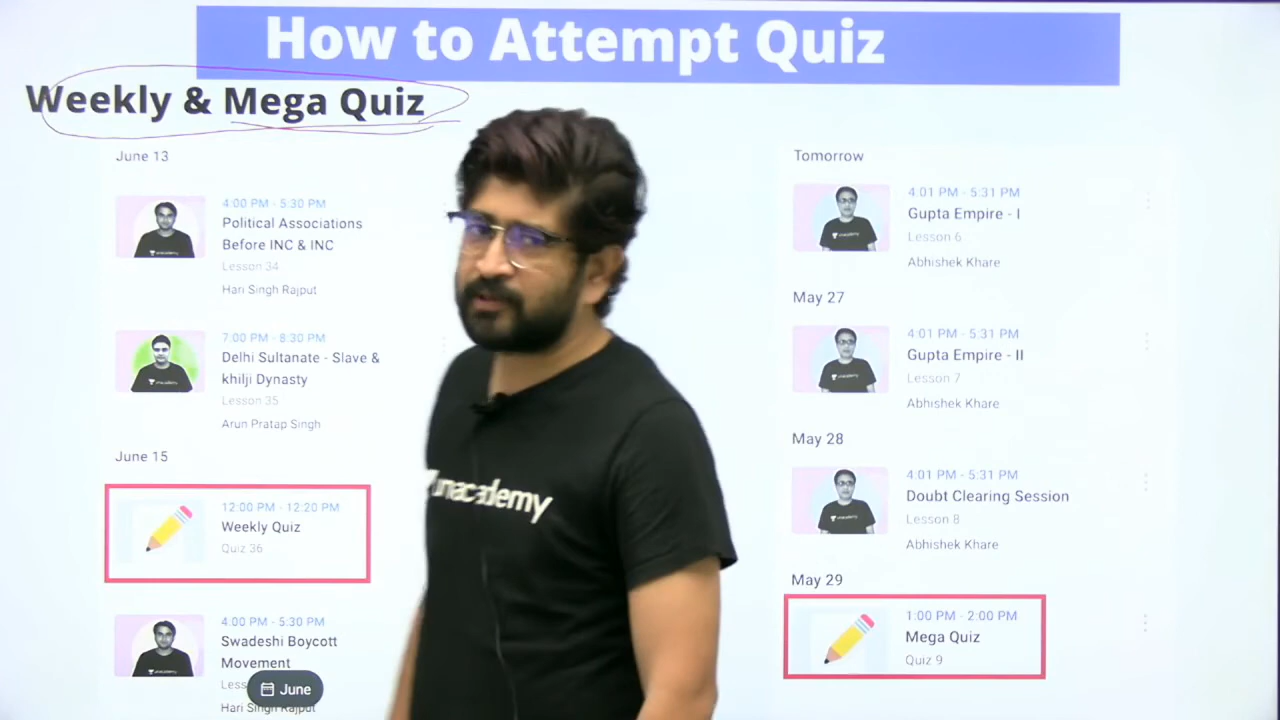 How to Attempt Quiz
Weekly & Mega Quiz
June 13
4:00 PM - 5:30 PM
Political Associations
Before INC & INC
Lesson 34
Hari Singh Rajput
7:00 PM - 8:30 PM
Delhi Sultanate - Slave &
khilji Dynasty
Lesson 35
Arun Pratap Singh
June 15
12:00 PM - 12:20 PM
Weekly Quiz
Quiz 36
4:00 PM - 5:30 PM
Swadeshi Boycott
Movement
June
Hari Singh Rajput
unacademy
Tomorrow
4:01 PM - 5:31 PM
Gupta Empire - I
Lesson 6
Abhishek Khare
May 27
4:01 PM - 5:31 PM
Gupta Empire - II
Lesson 7
Abhishek Khare
May 28
4:01 PM - 5:31 PM
Doubt Clearing Session
Lesson 8
Abhishek Khare
May 29
1:00 PM - 2:00 PM
Mega Quiz
Quiz 9